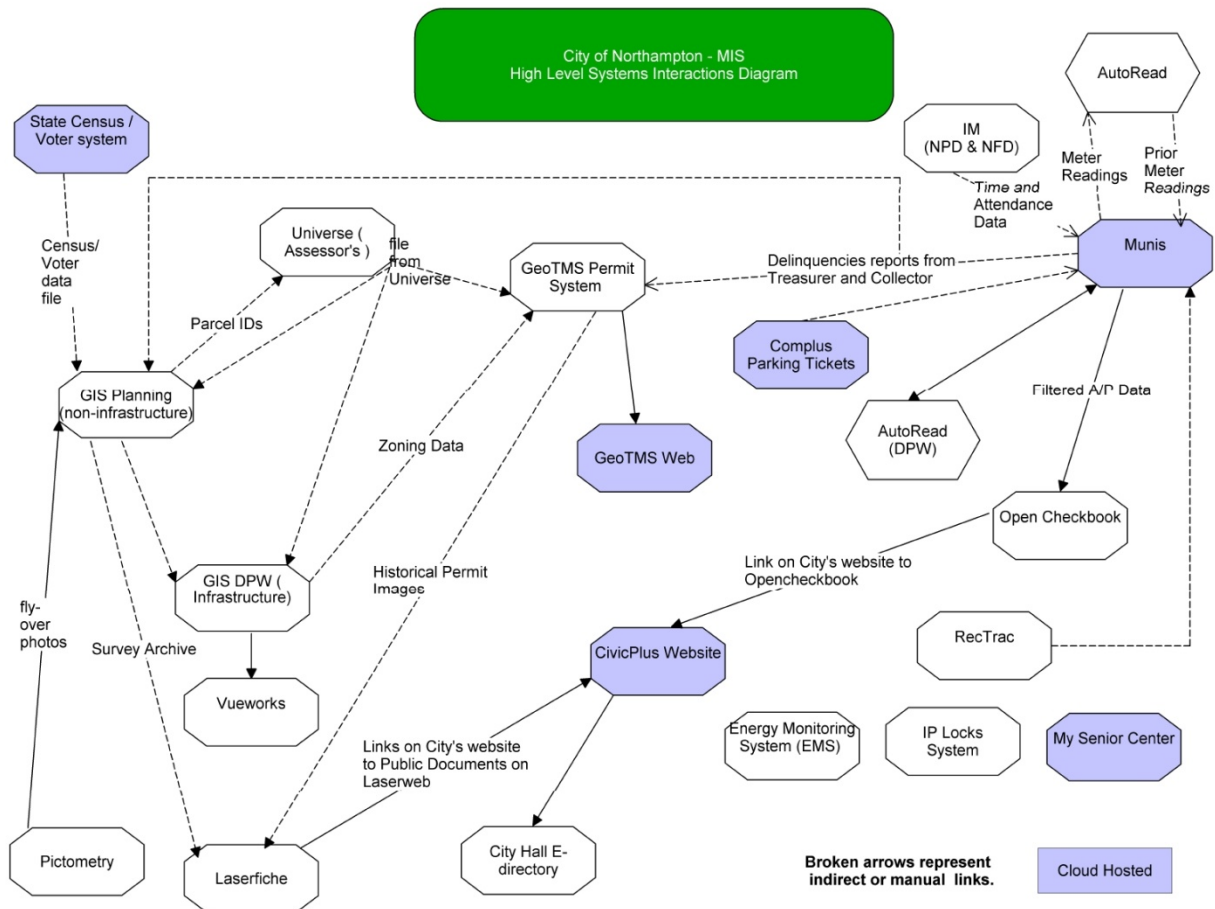 City of Northampton - MIS
High Level Systems Interactions Diagram
AutoRead
State Census /
Voter system
IM
(NPD & NFD)
Meter
Readings
Prior
Meter
Readings
Time and
Attendance
Data
Universe (
Assessor's )
file
from
Universe
Census/
Voter
data
file
GeoTMS Permit
System
Delinquencies reports from
Treasurer and Collector
Munis
Parcel IDs
Complus
Parking Tickets
GIS Planning
(non-infrastructure)
Filtered A/P Data
Zoning Data
GeoTMS Web
AutoRead
(DPW)
Open Checkbook
Link on City's website to
Opencheckbook
GIS DPW (
Infrastructure)
Historical Permit
Images
fly-
over
photos
Survey Archive
CivicPlus Website
RecTrac
Vueworks
Energy Monitoring
System (EMS)
IP Locks
System
My Senior Center
Links on City's website
to Public Documents on
Laserweb
Pictometry
Laserfiche
City Hall E-
directory
Broken arrows represent
indirect or manual links.
Cloud Hosted